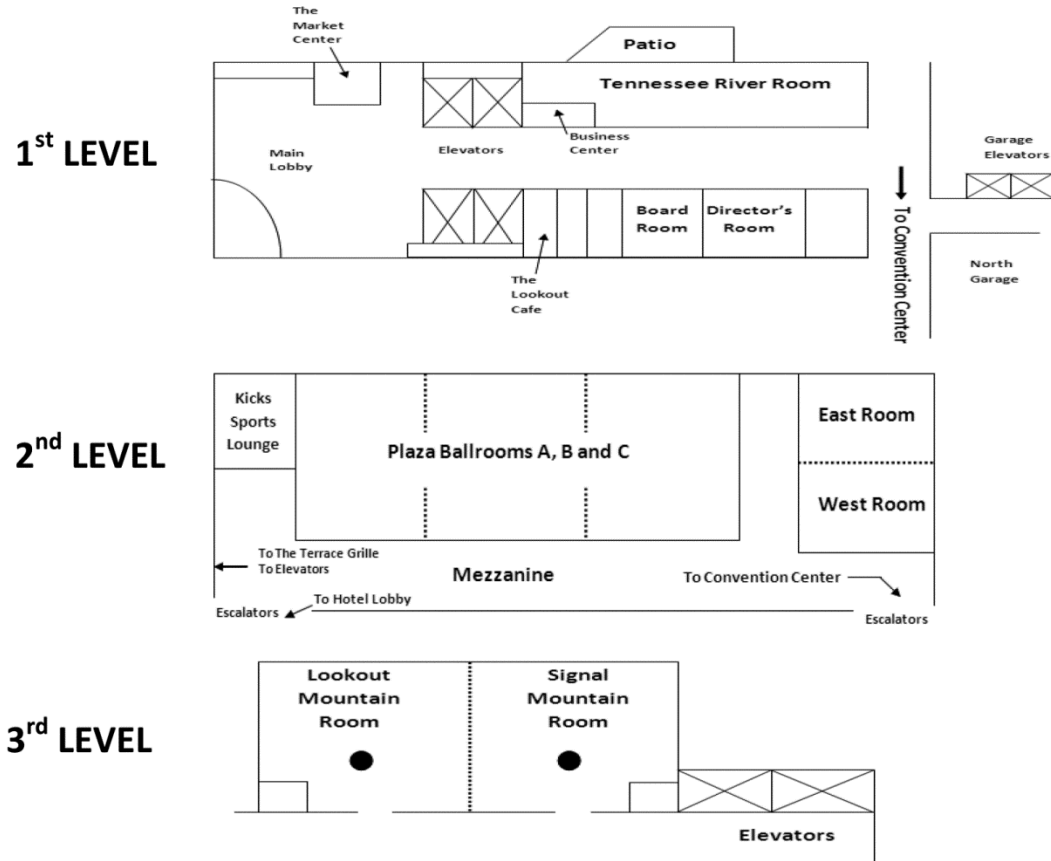 The
Market
Center
Patio
Tennessee River Room
1st LEVEL
Main
Lobby
Elevators
Business
Center
Garage
Elevators
Board
Room
Director's
Room
To Convention Center
The
Lookout
Cafe
North
Garage
2nd LEVEL
Kicks
Sports
Lounge
Plaza Ballrooms A, B and C
East Room
West Room
To The Terrace Grille
To Elevators
Mezzanine
To Convention Center
Escalators
To Hotel Lobby
Escalators
3rd LEVEL
Lookout
Mountain
Room
Signal
Mountain
Room
Elevators